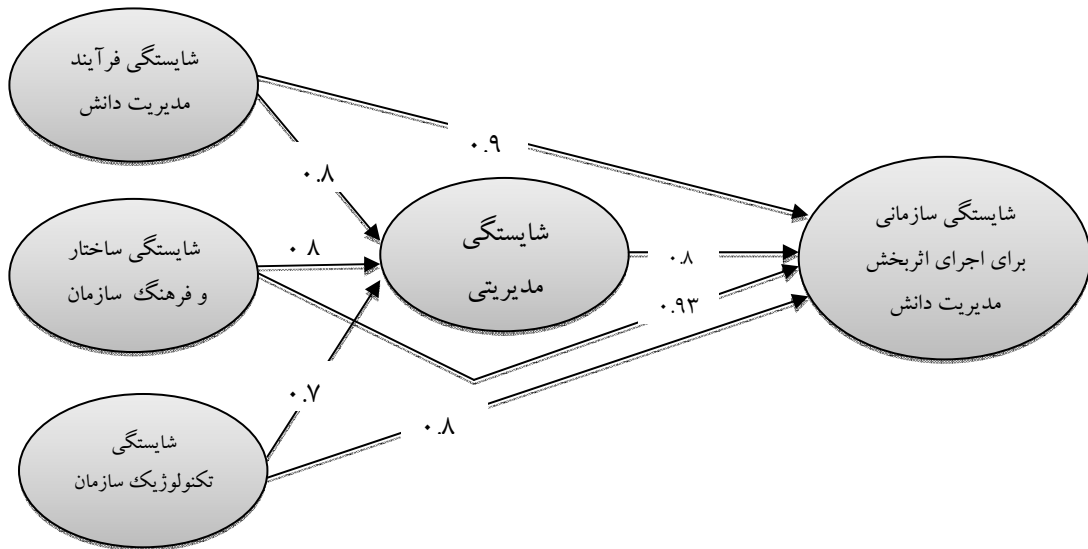 شایستگی فرآیند
مدیریت دانش
۰.۹
۰.۸
شایستگی
مدیریتی
شایستگی سازمانی
برای اجرای اثربخش
مدیریت دانش
شایستگی ساختار
و فرهنگ سازمان
۰.۸
۰.۸
۰.۹۳
۰.۷
۰.۸
شایستگی
تکنولوژیک سازمان